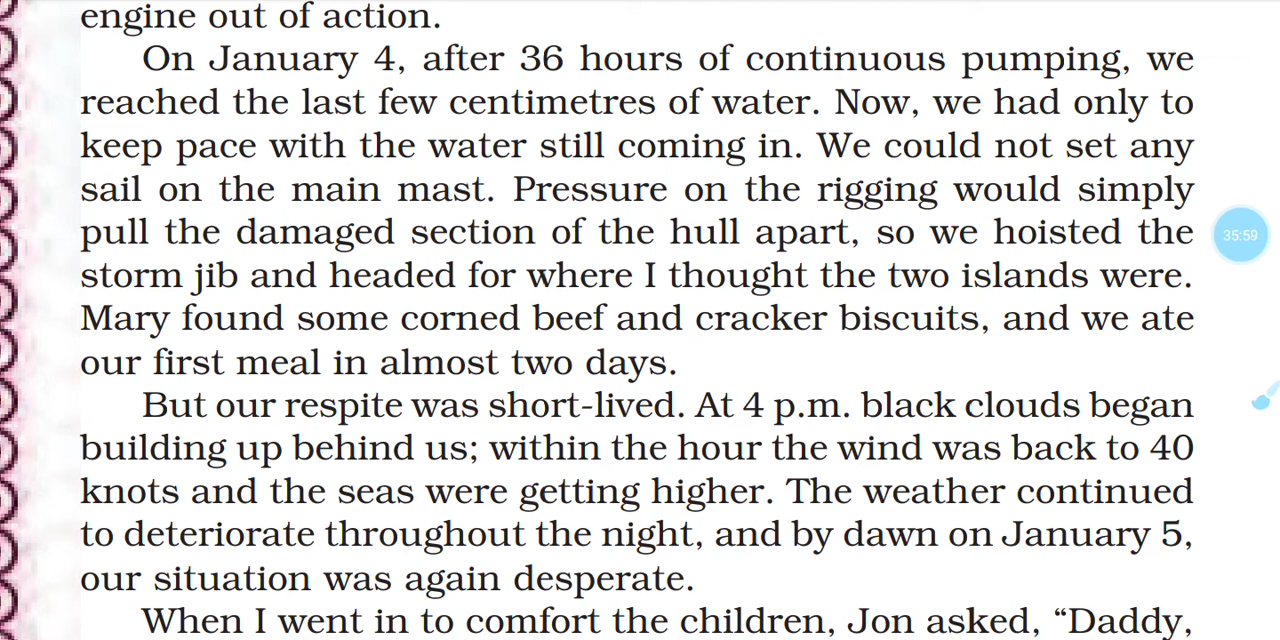 engine out of action.
On January 4, after 36 hours of continuous pumping, we
reached the last few centimetres of water. Now, we had only to
keep pace with the water still coming in. We could not set any
sail on the main mast. Pressure on the rigging would simply
pull the damaged section of the hull apart, so we hoisted the
storm jib and headed for where I thought the two islands were.
Mary found some corned beef and cracker biscuits, and we ate
our first meal in almost two days.
But our respite was short-lived. At 4 p.m. black clouds began
building up behind us; within the hour the wind was back to 40
knots and the seas were getting higher. The weather continued
to deteriorate throughout the night, and by dawn on January 5,
our situation was again desperate.
When I went in to comfort the children, Jon asked, “Daddy,
35:59